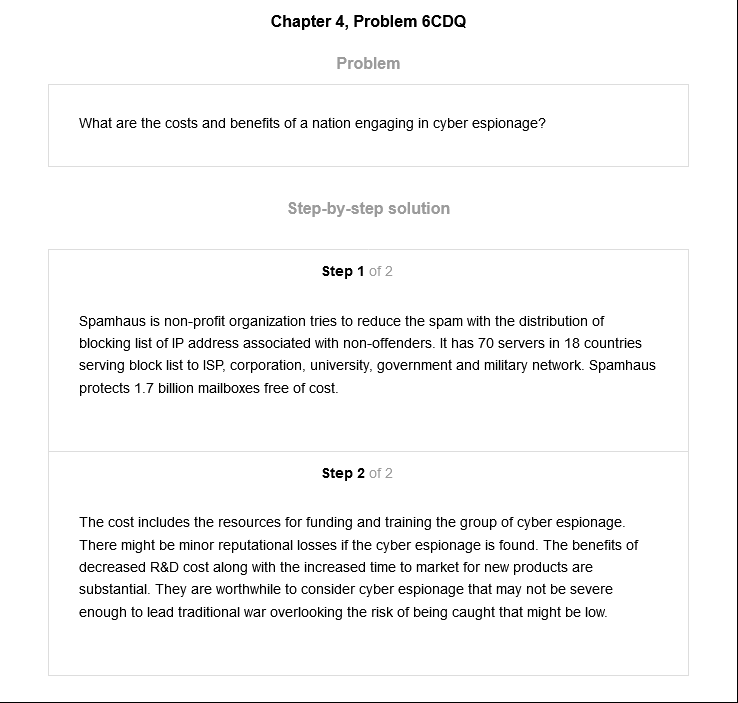 Chapter 4, Problem 6CDQ
Problem
What are the costs and benefits of a nation engaging in cyber espionage?
Step-by-step solution
Step 1 of 2
Spamhaus is non-profit organization tries to reduce the spam with the distribution of
blocking list of IP address associated with non-offenders. It has 70 servers in 18 countries
serving block list to ISP, corporation, university, government and military network. Spamhaus
protects 1.7 billion mailboxes free of cost.
Step 2 of 2
The cost includes the resources for funding and training the group of cyber espionage.
There might be minor reputational losses if the cyber espionage is found. The benefits of
decreased R&D cost along with the increased time to market for new products are
substantial. They are worthwhile to consider cyber espionage that may not be severe
enough to lead traditional war overlooking the risk of being caught that might be low.